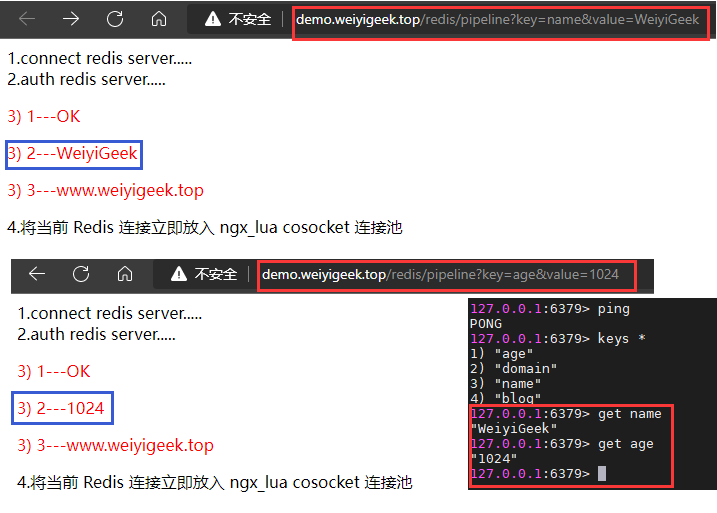 不安全 demo.weiyigeek.top/redis/pipeline?key=name&value=WeiyiGeek
1.connect redis server.....
2.auth redis server.....
3) 1---OK
3) 2---WeiyiGeek
3) 3---www.weiyigeek.top
4.将当前 Redis 连接立即放入 ngx_lua cosocket 连接池
不安全 demo.weiyigeek.top/redis/pipeline?key=age&value=1024
1.connect redis server.....
2.auth redis server.....
3) 1---OK
3) 2---1024
3) 3---www.weiyigeek.top
4.将当前 Redis 连接立即放入 ngx_lua cosocket 连接池
127.0.0.1:6379> ping
PONG
127.0.0.1:6379> keys *
1) "age"
2) "domain"
3) "name"
4) "blog"
127.0.0.1:6379> get name
"WeiyiGeek"
127.0.0.1:6379> get age
"1024"
127.0.0.1:6379>